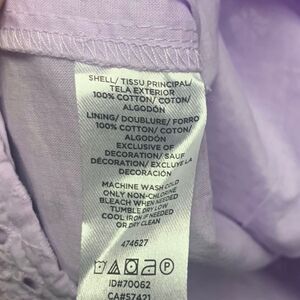 SHELL/ TISSU PRINCIPAL/
TELA EXTERIOR
100% COTTON/ COTON/
ALGODÓN
LINING/ DOUBLURE/ FORRO
100% COTTON/ COTON/
ALGODÓN
EXCLUSIVE OF
DECORATION/ SAUF
DÉCORATION/ EXCLUYE LA
DECORACIÓN
MACHINE WASH COLD
ONLY NON-CHLORINE
BLEACH WHEN NEEDED
TUMBLE DRY LOW
COOL IRON IF NEEDED
OR DRY CLEAN
474627
P
ID#70062
CA#57421